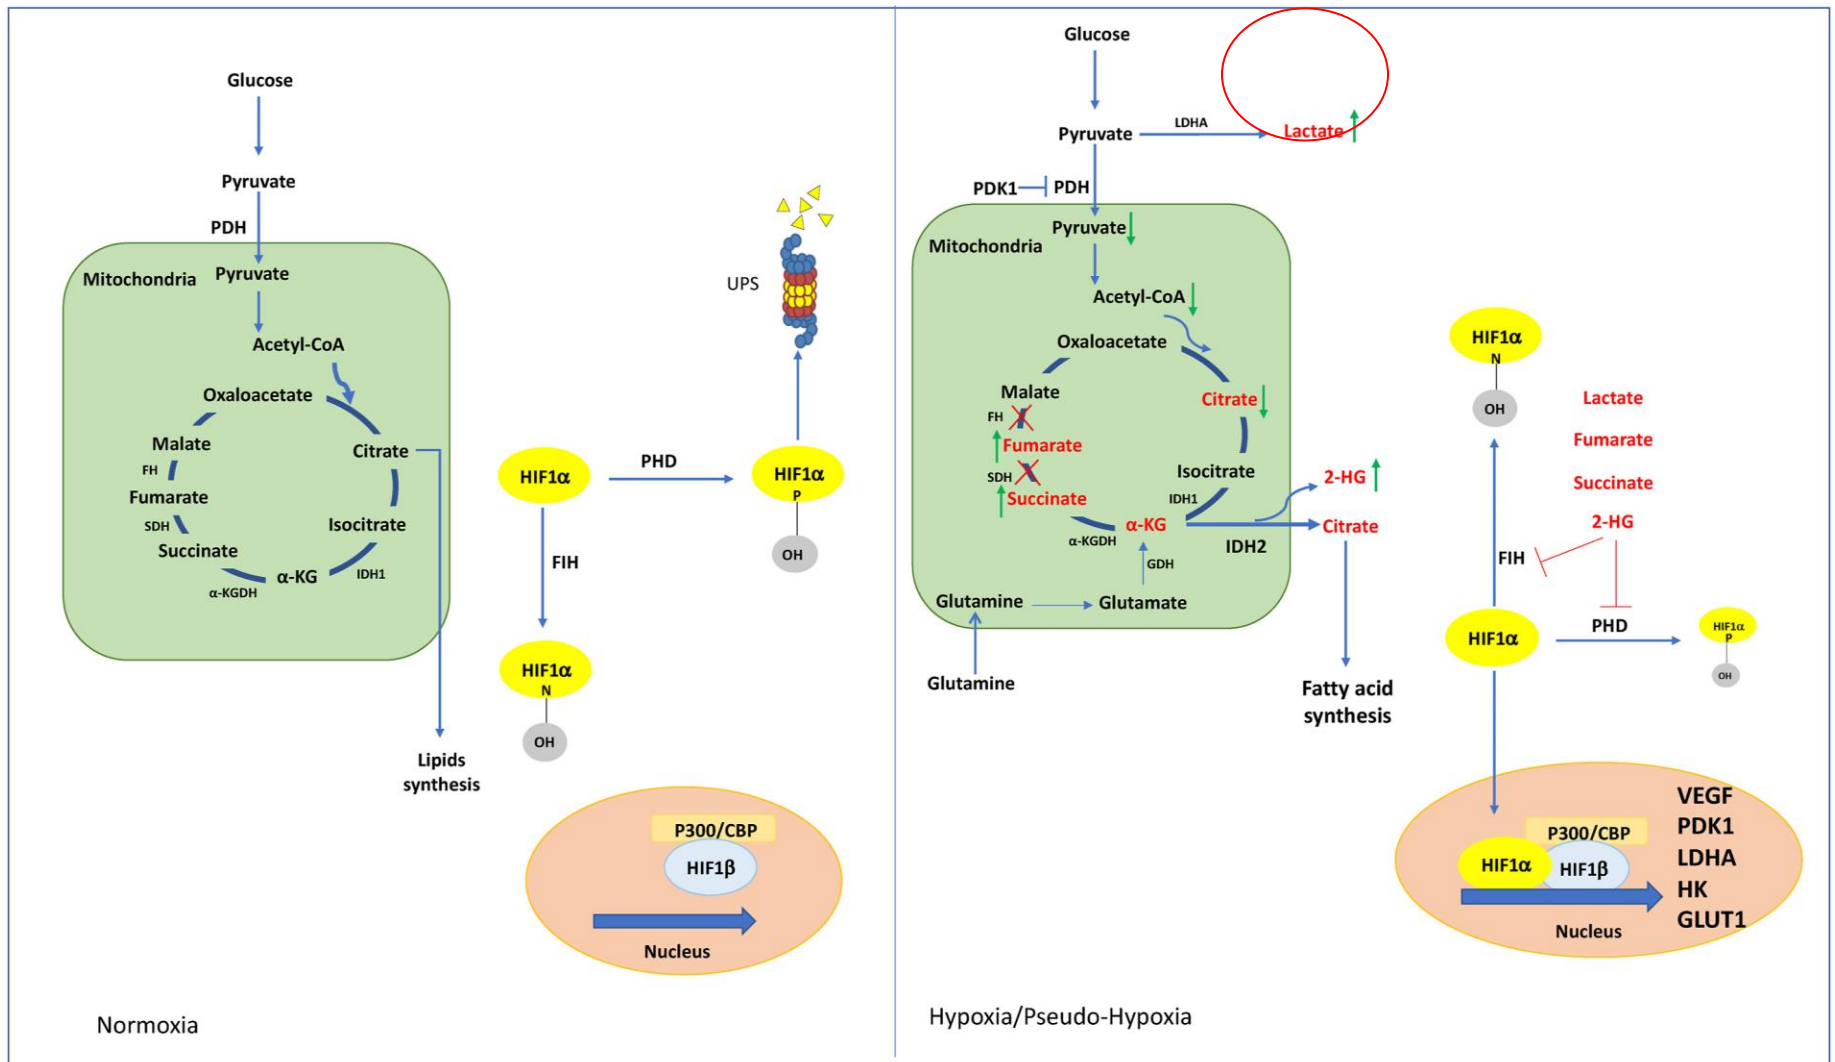 Glucose
Pyruvate
PDH
Mitochondria
Pyruvate
Acetyl-CoA
Oxaloacetate
Malate
Citrate
FH
Fumarate
SDH
Isocitrate
Succinate
α-KG
IDH1
α-KGDH
Lipids
synthesis
UPS
HIF1α
PHD
HIF1α
P
OH
FIH
HIF1α
N
OH
P300/CBP
HIF1β
Nucleus
Normoxia
Glucose
Pyruvate
LDHA
Lactate
PDK1
PDH
Pyruvate
Mitochondria
Acetyl-CoA
Oxaloacetate
Malate
Citrate
FH
Fumarate
SDH
Isocitrate
Succinate
IDH1
2-HG
α-KG
Citrate
α-KGDH
IDH2
GDH
Glutamine
Glutamate
Glutamine
Fatty acid
synthesis
HIF1α
N
OH
Lactate
Fumarate
Succinate
2-HG
FIH
HIF1α
PHD
HIF1α
P
OH
VEGF
PDK1
LDHA
HK
GLUT1
P300/CBP
HIF1α
HIF1β
Nucleus
Hypoxia/Pseudo-Hypoxia